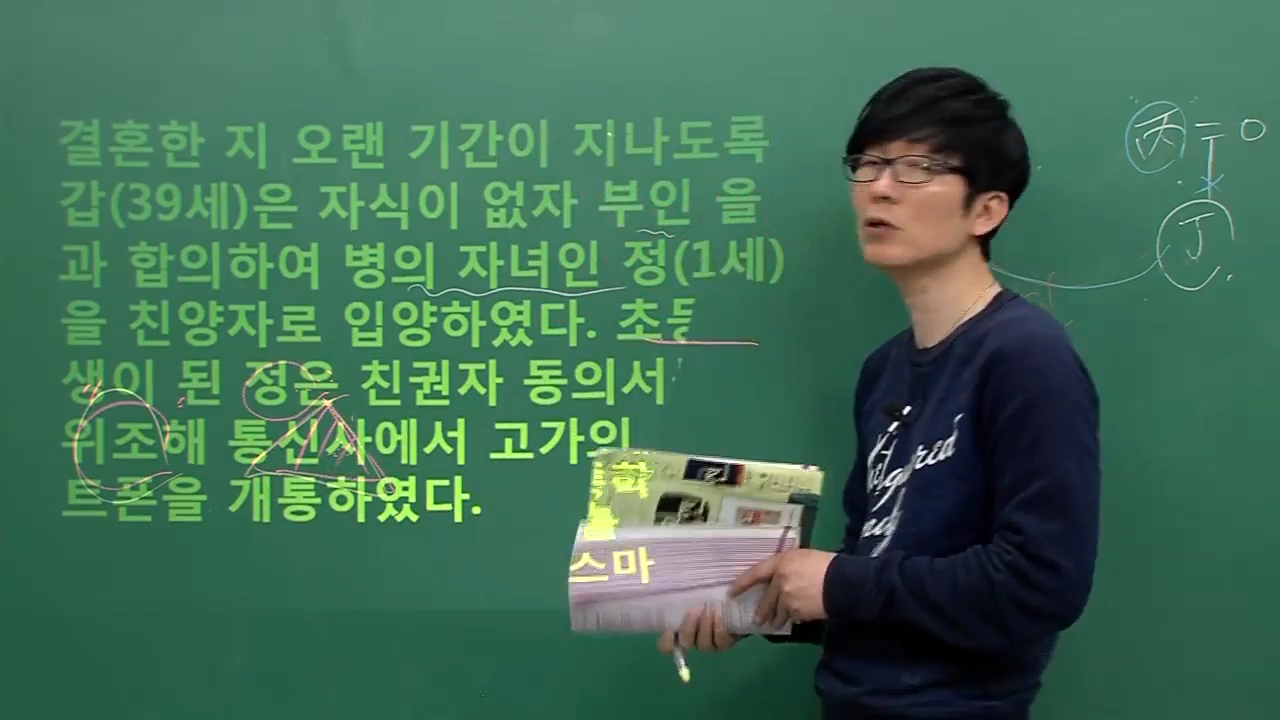 결혼한 지 오랜 기간이 지나도록
갑(39세)은 자식이 없자 부인 을
과 합의하여 병의 자녀인 정(1세)
을 친양자로 입양하였다. 초등
생이 된 정은 친권자 동의서
위조해 통신사에서 고가의
트폰을 개통하였다.
학
을
스마
丙
丁